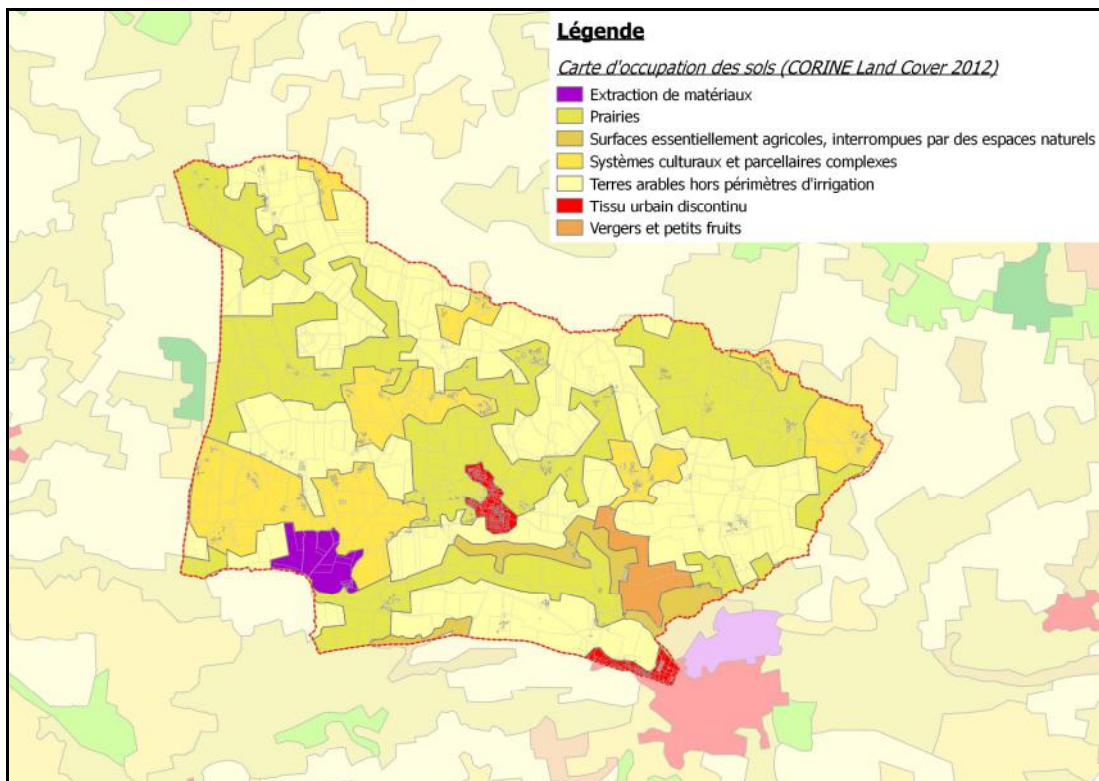 Légende
Carte d'occupation des sols (CORINE Land Cover 2012)
Extraction de matériaux
Prairies
Surfaces essentiellement agricoles, interrompues par des espaces naturels
Systèmes culturaux et parcellaires complexes
Terres arables hors périmètres d'irrigation
Tissu urbain discontinu
Vergers et petits fruits